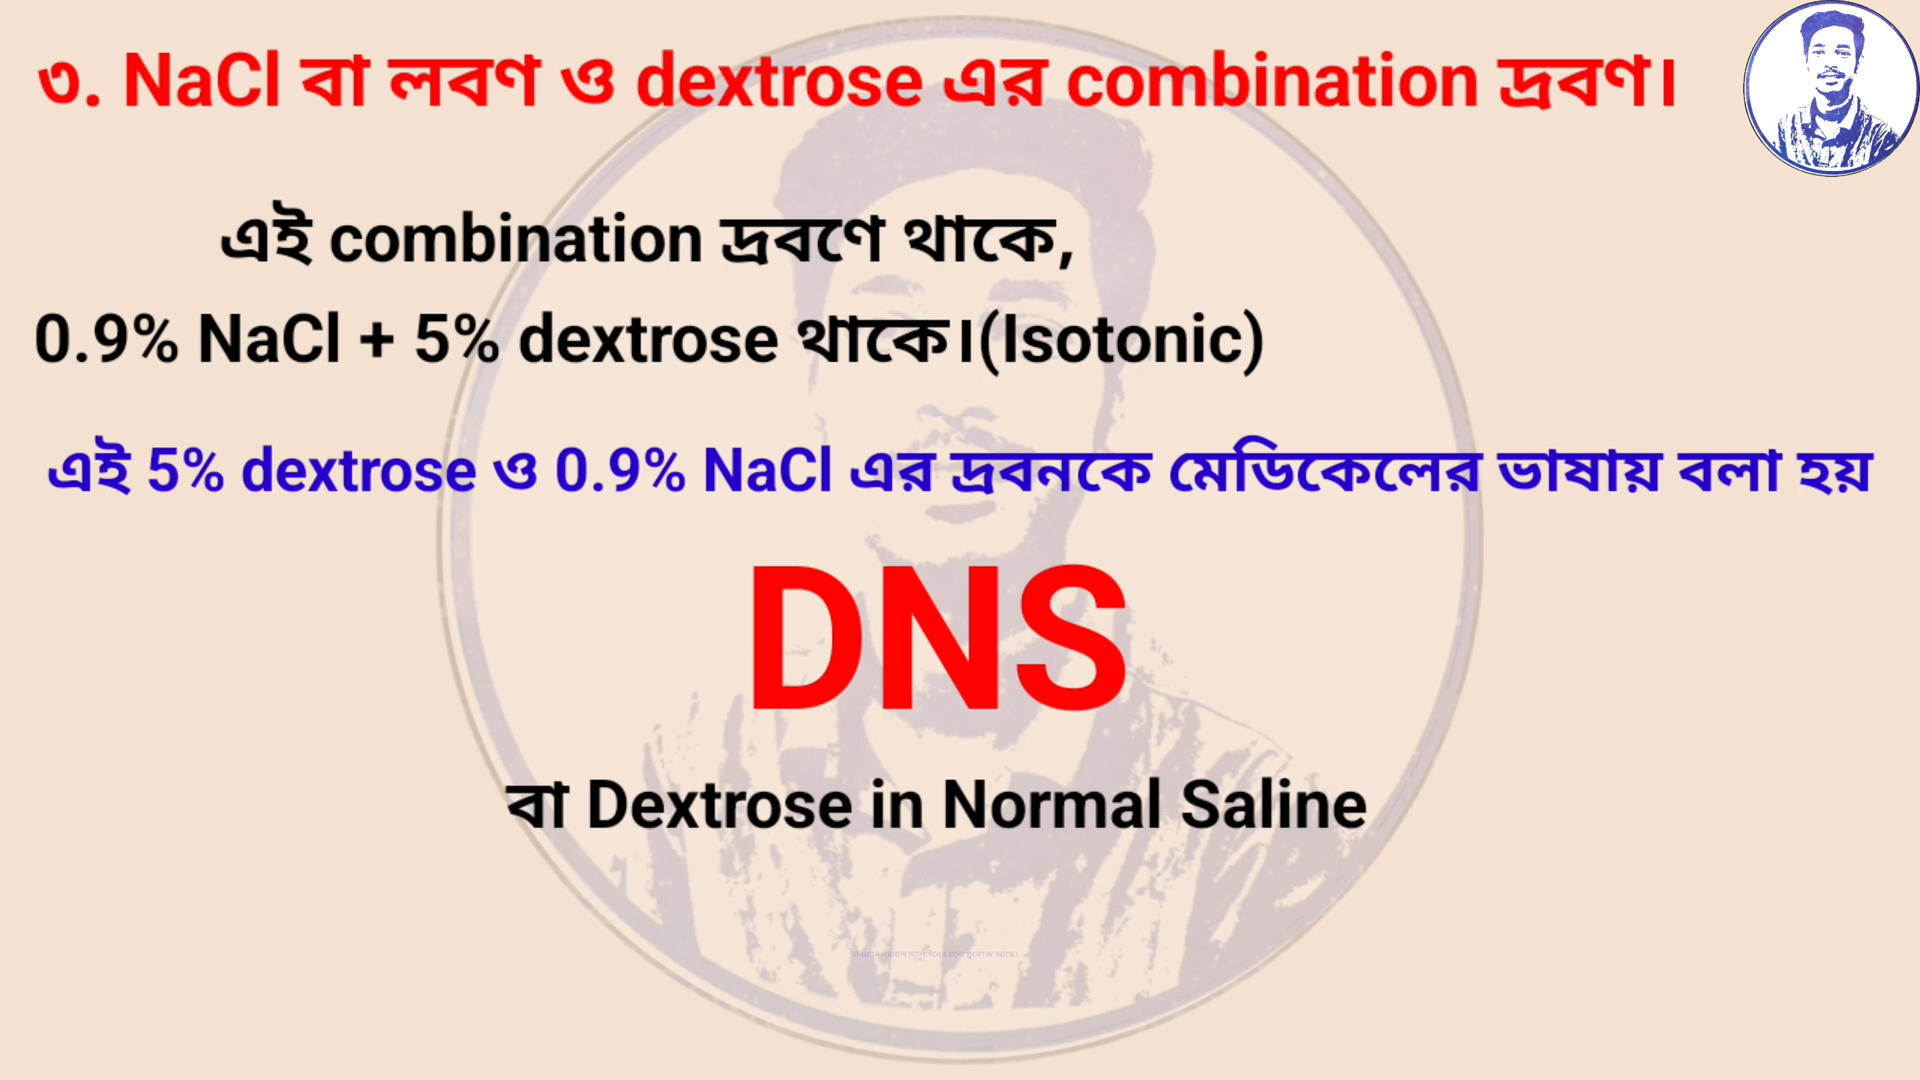 ৩. NaCl বা লবণ ও dextrose এর combination দ্রবণ।
এই combination দ্রবণে থাকে,
0.9% NaCl + 5% dextrose থাকে।(Isotonic)
এই 5% dextrose ও 0.9% NaCl এর দ্রবনকে মেডিকেলের ভাষায় বলা হয়
DNS
বা Dextrose in Normal Saline